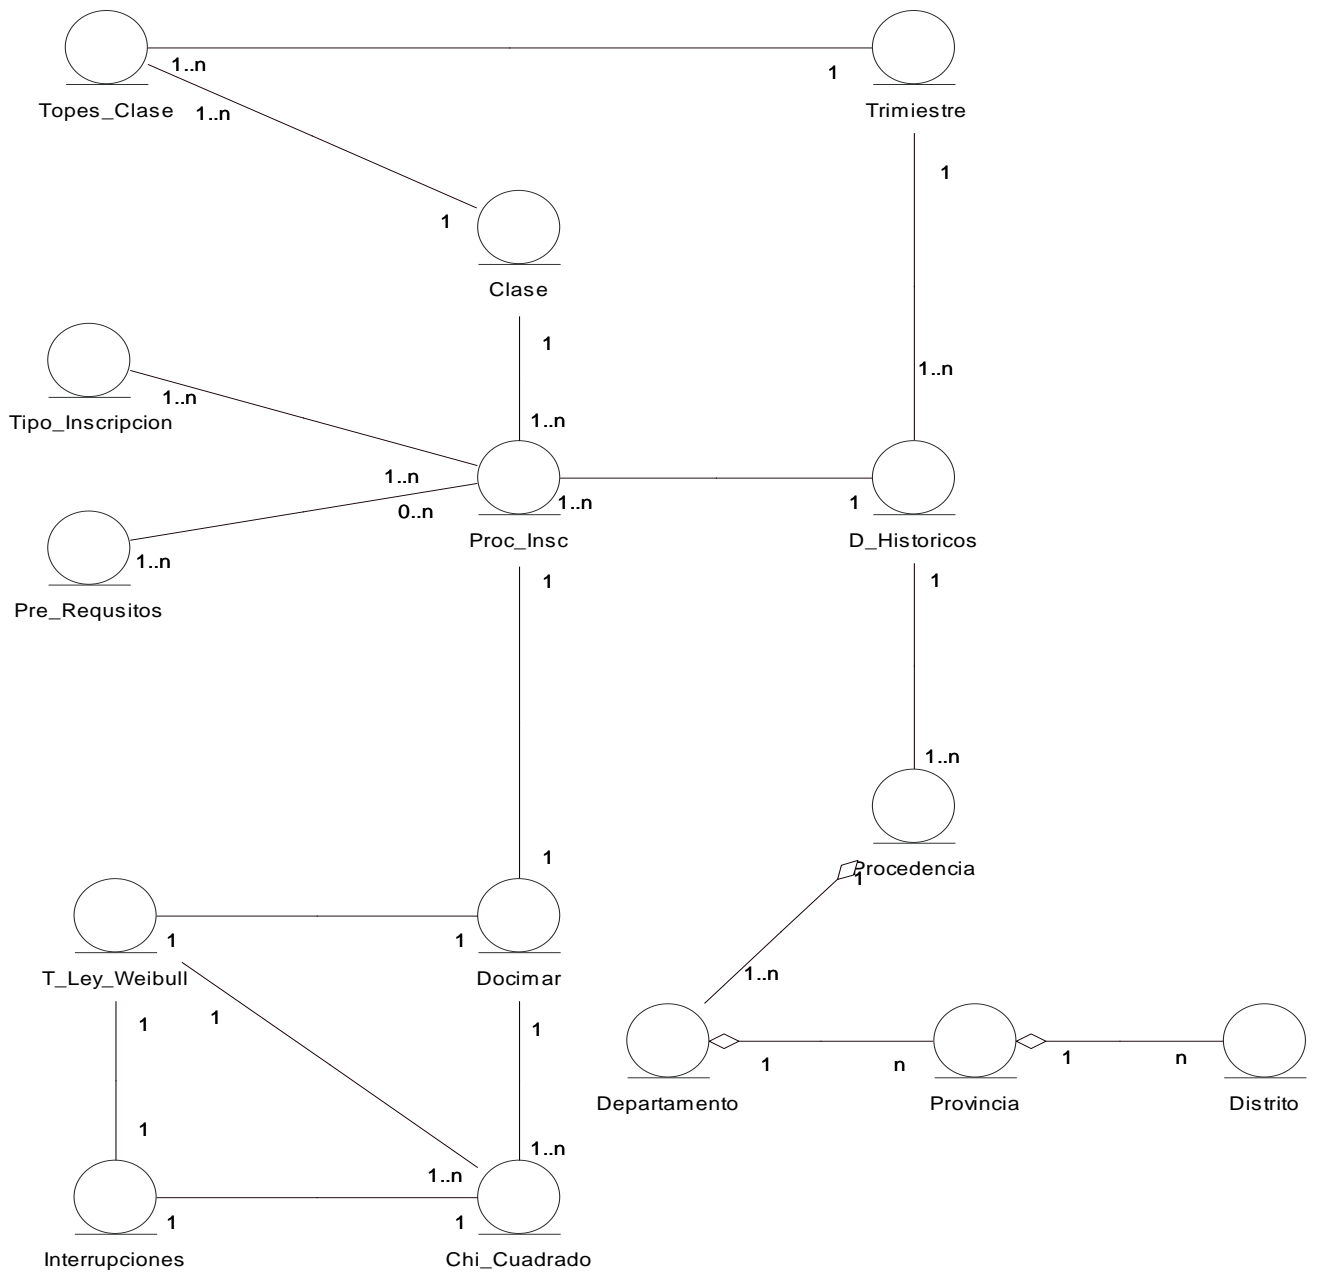 1..n
1
Topes_Clase
Trimiestre
1..n
1
1
Clase
1
1..n
1..n
Tipo_Inscripcion
1..n
1..n
1..n
1
0..n
Proc_Insc
D_Historicos
1..n
1
1
Pre_Requsitos
1..n
1
Procedencia
1
1
1
1..n
T_Ley_Weibull
Docimar
1
1
1
1
n
1
n
Departamento
Provincia
Distrito
1
1..n
1..n
1
1
Interrupciones
Chi_Cuadrado